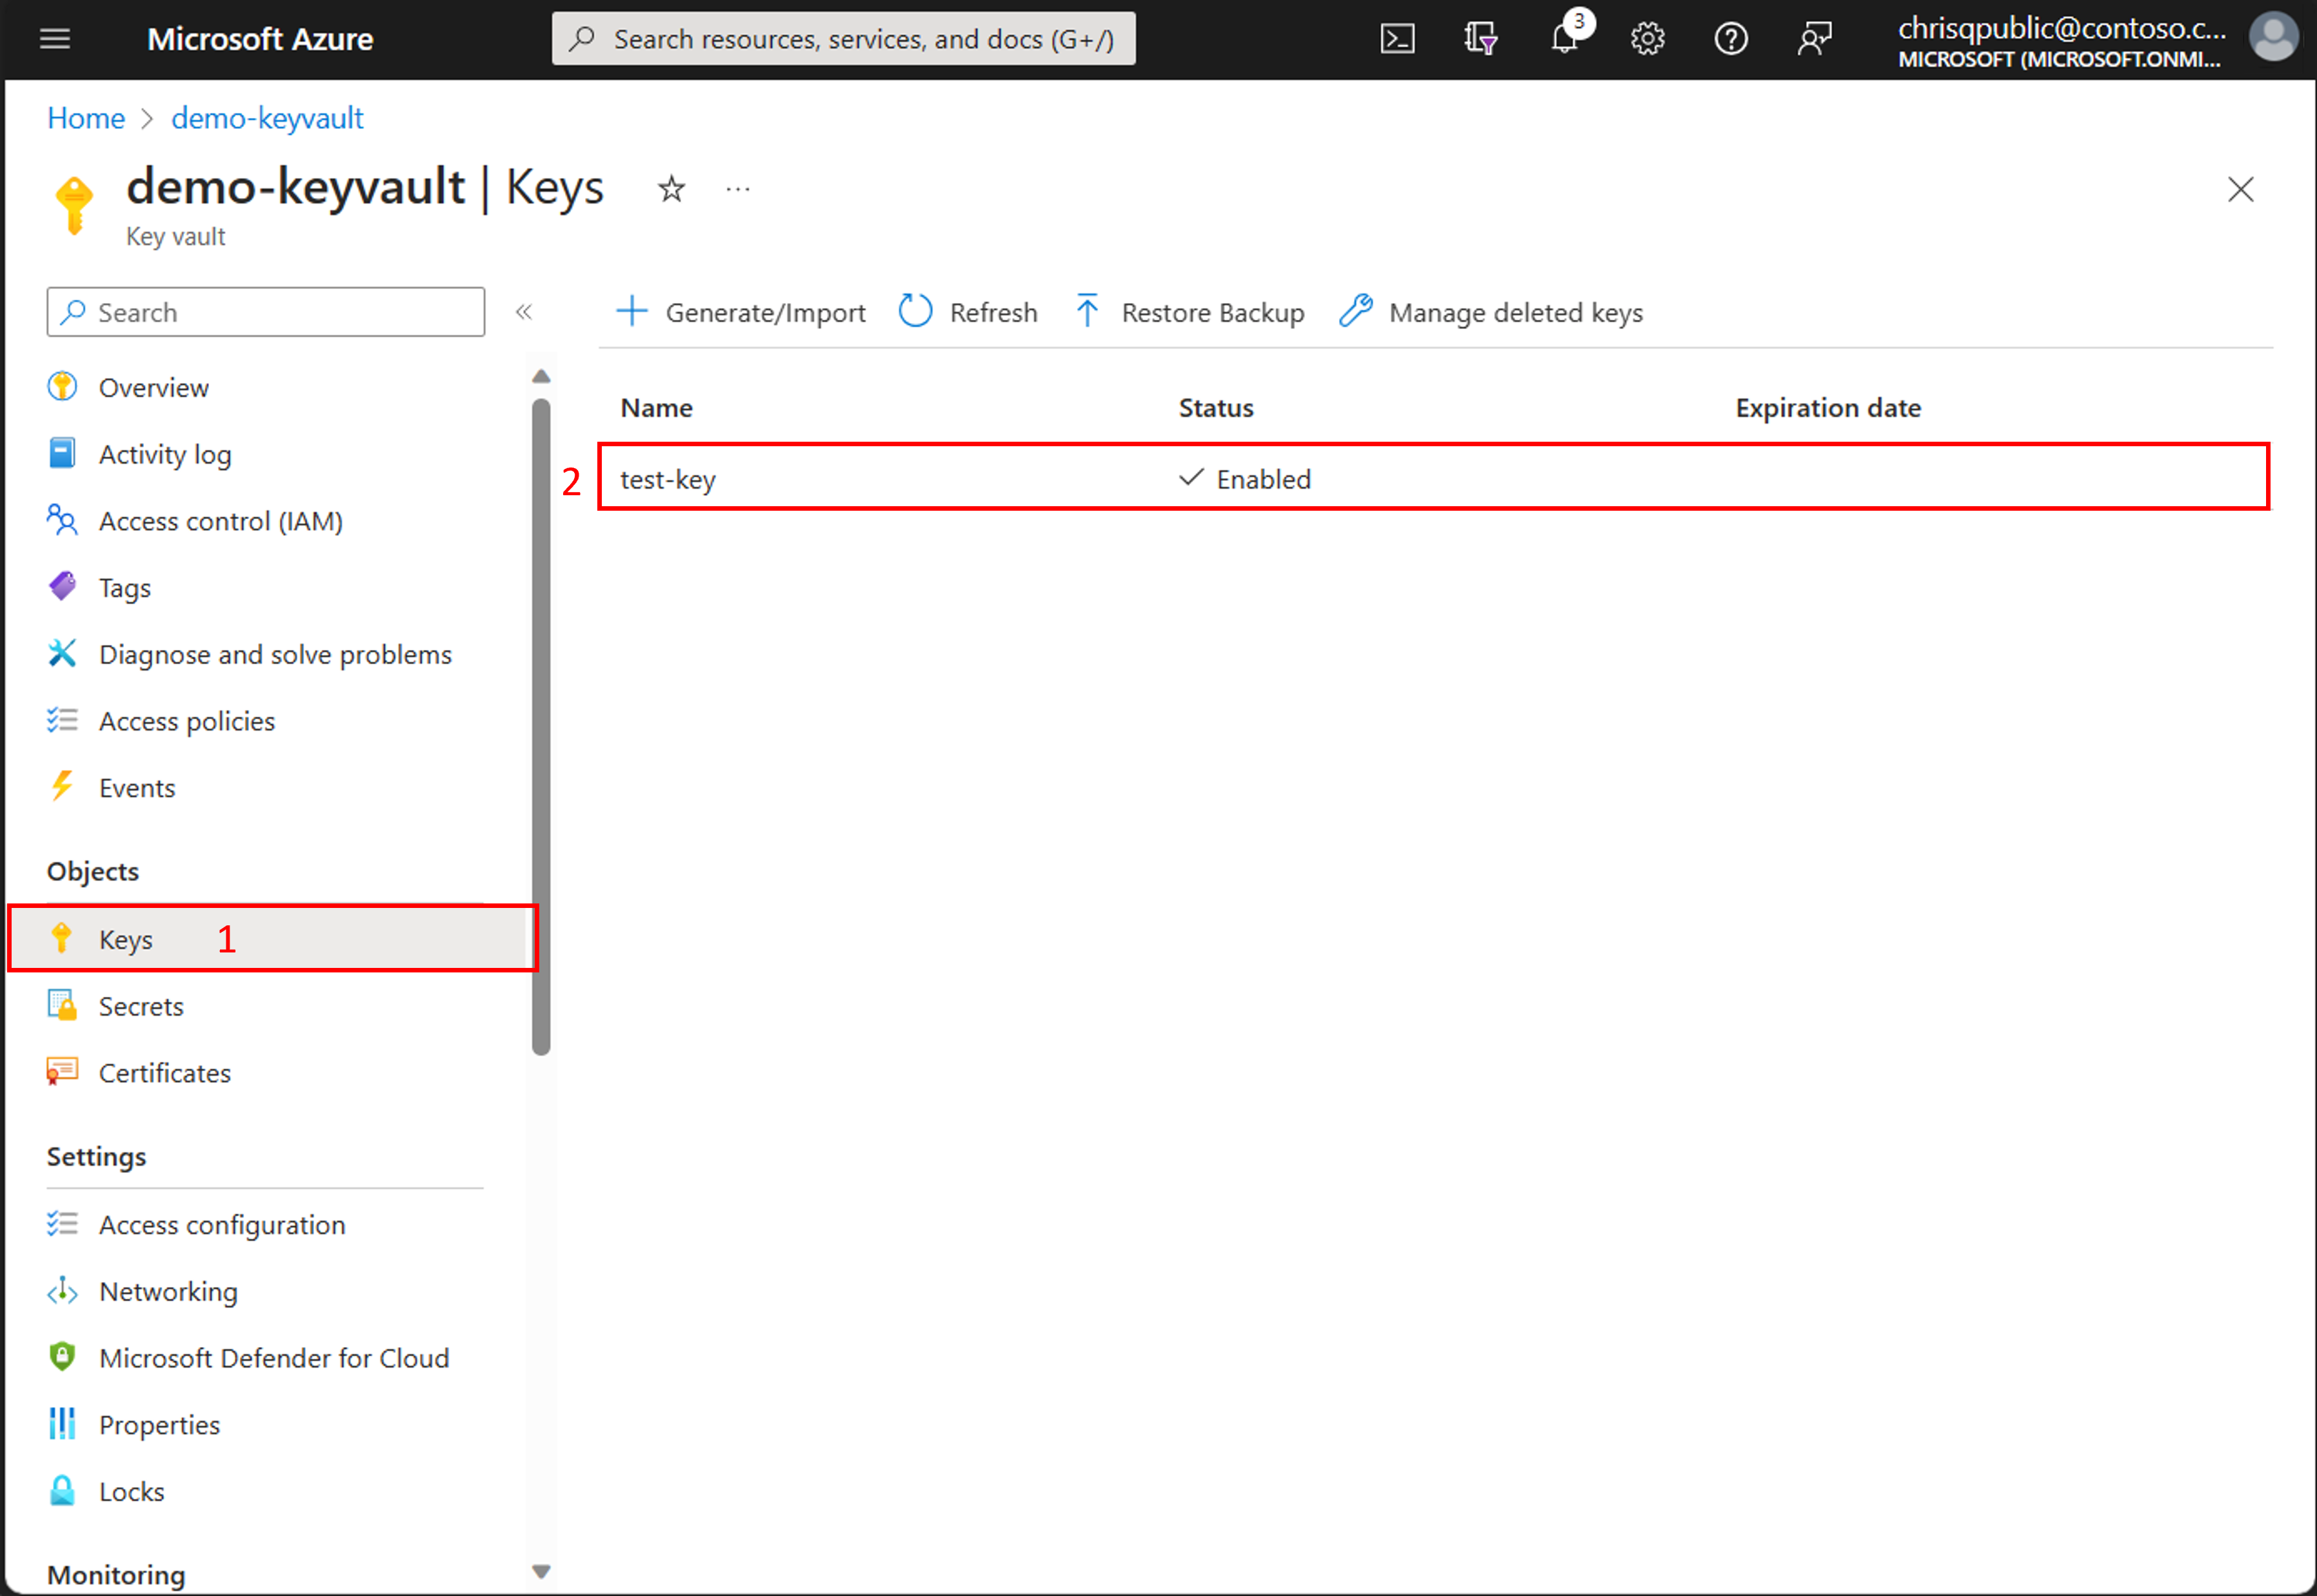 Microsoft Azure
Search resources, services, and docs (G+/)
3
chrisqpublic@contoso.c...
MICROSOFT (MICROSOFT.ONMI...
Home > demo-keyvault
demo-keyvault | Keys
Key vault
Search
Generate/Import Refresh Restore Backup Manage deleted keys
Overview
Activity log
Access control (IAM)
Tags
Diagnose and solve problems
Access policies
Events
Objects
Keys 1
Secrets
Certificates
Settings
Access configuration
Networking
Microsoft Defender for Cloud
Properties
Locks
Monitoring
Name Status Expiration date
2 test-key Enabled